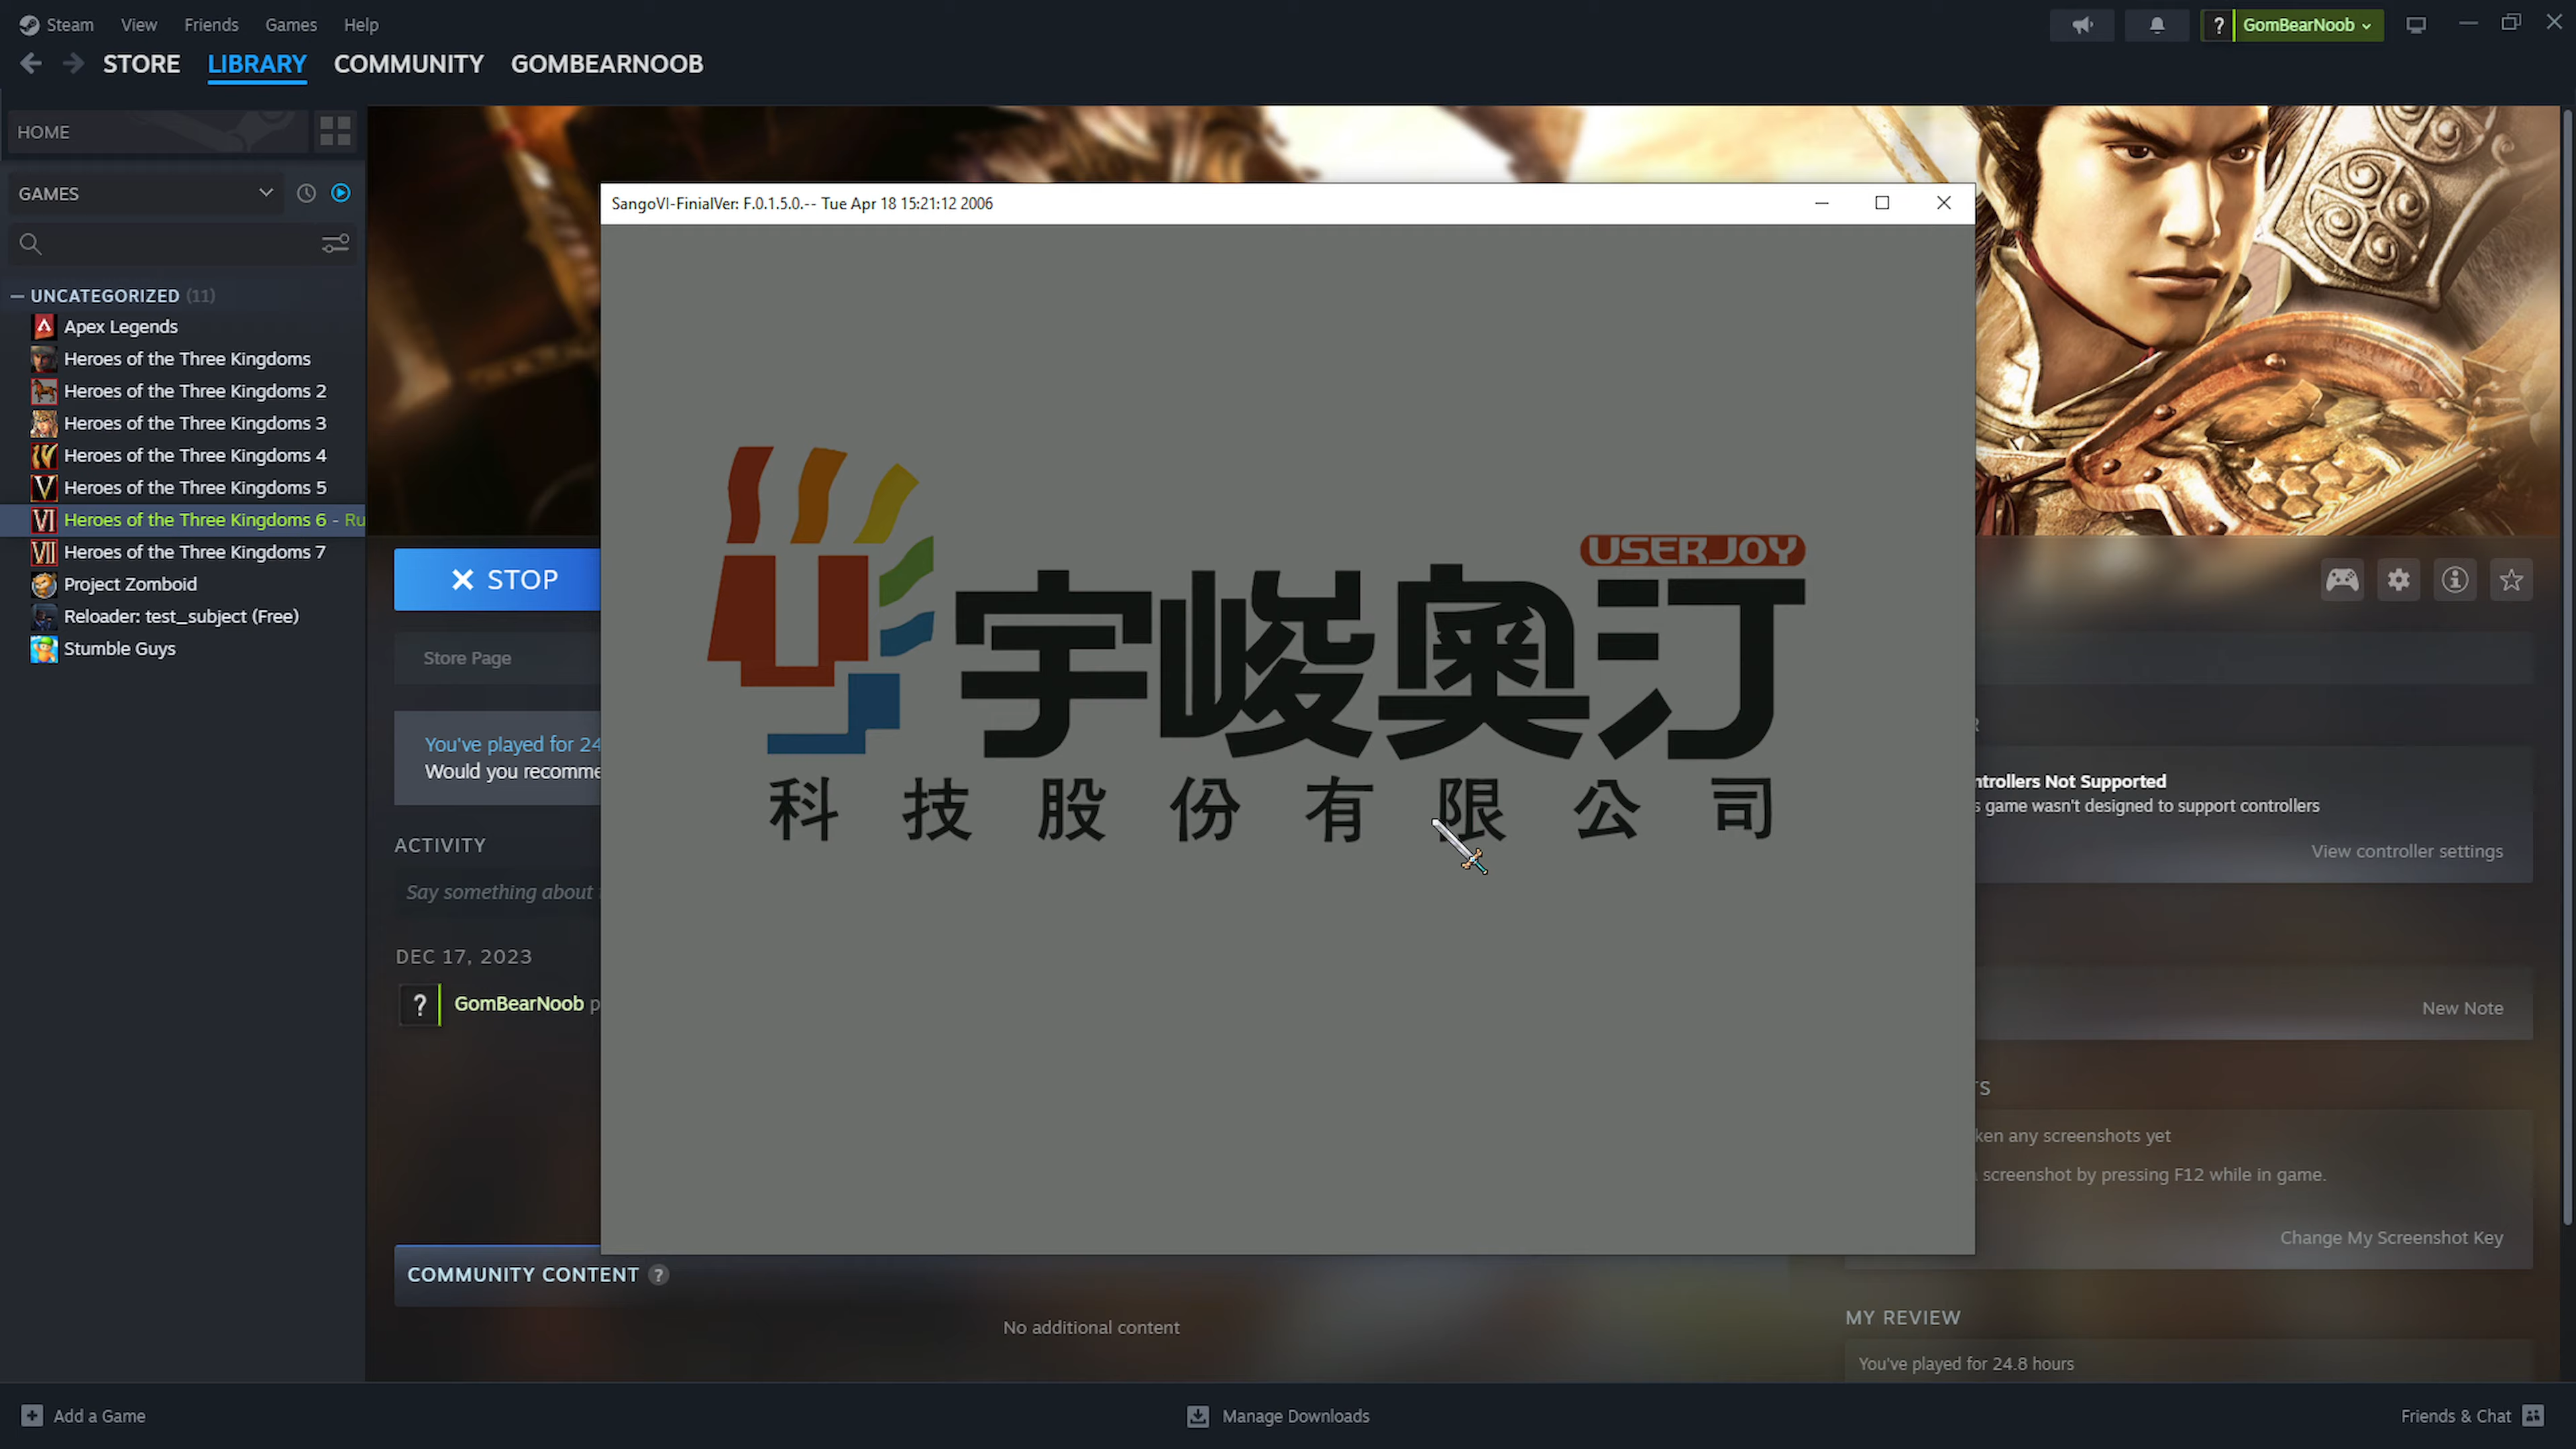 Steam View Friends Games Help
GomBearNoob
STORE LIBRARY COMMUNITY GOMBEARNOOB
HOME
GAMES
UNCATEGORIZED (11)
Apex Legends
Heroes of the Three Kingdoms
Heroes of the Three Kingdoms 2
Heroes of the Three Kingdoms 3
Heroes of the Three Kingdoms 4
Heroes of the Three Kingdoms 5
Heroes of the Three Kingdoms 6 - Ru
Heroes of the Three Kingdoms 7
Project Zomboid
Reloader: test_subject (Free)
Stumble Guys
SangoVI-FinialVer: F.0.1.5.0.-- Tue Apr 18 15:21:12 2006
USERJOY
宇峻奧汀
科技股份有限公司
STOP
Store Page
You've played for 24
Would you recomme
ACTIVITY
Say something about
DEC 17, 2023
GomBearNoob p
ntrollers Not Supported
s game wasn't designed to support controllers
View controller settings
New Note
TS
ken any screenshots yet
screenshot by pressing F12 while in game.
Change My Screenshot Key
COMMUNITY CONTENT ?
No additional content
MY REVIEW
You've played for 24.8 hours
Add a Game
Manage Downloads
Friends & Chat